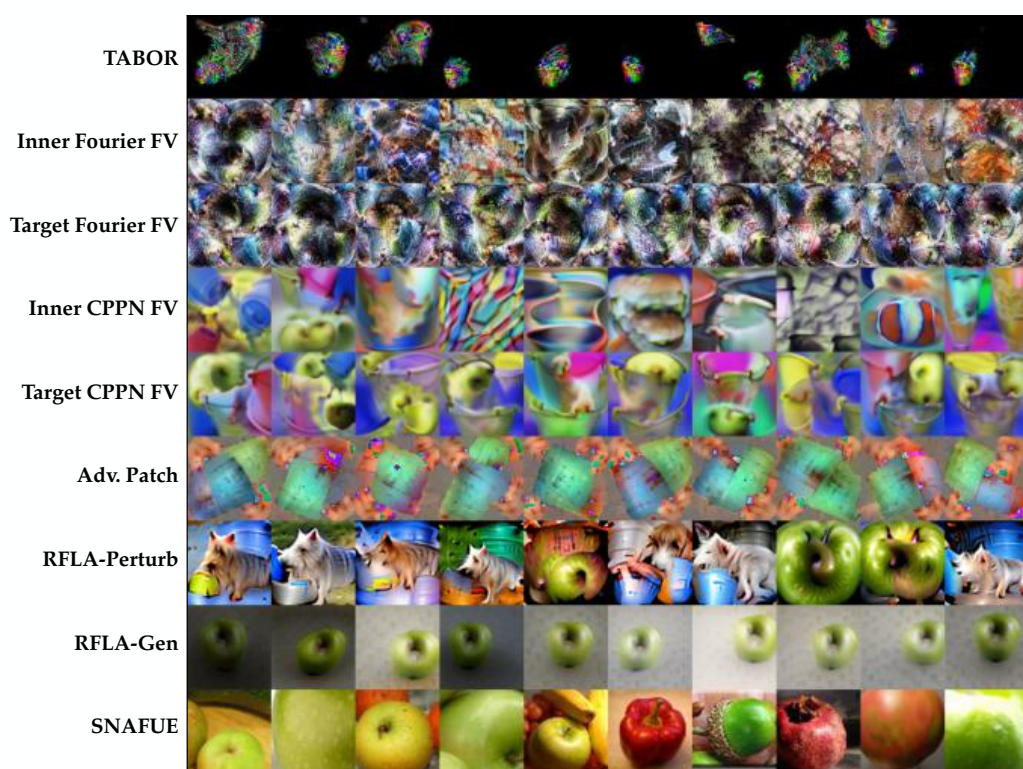 TABOR
Inner Fourier FV
Target Fourier FV
Inner CPPN FV
Target CPPN FV
Adv. Patch
RFLA-Perturb
RFLA-Gen
SNAFUE